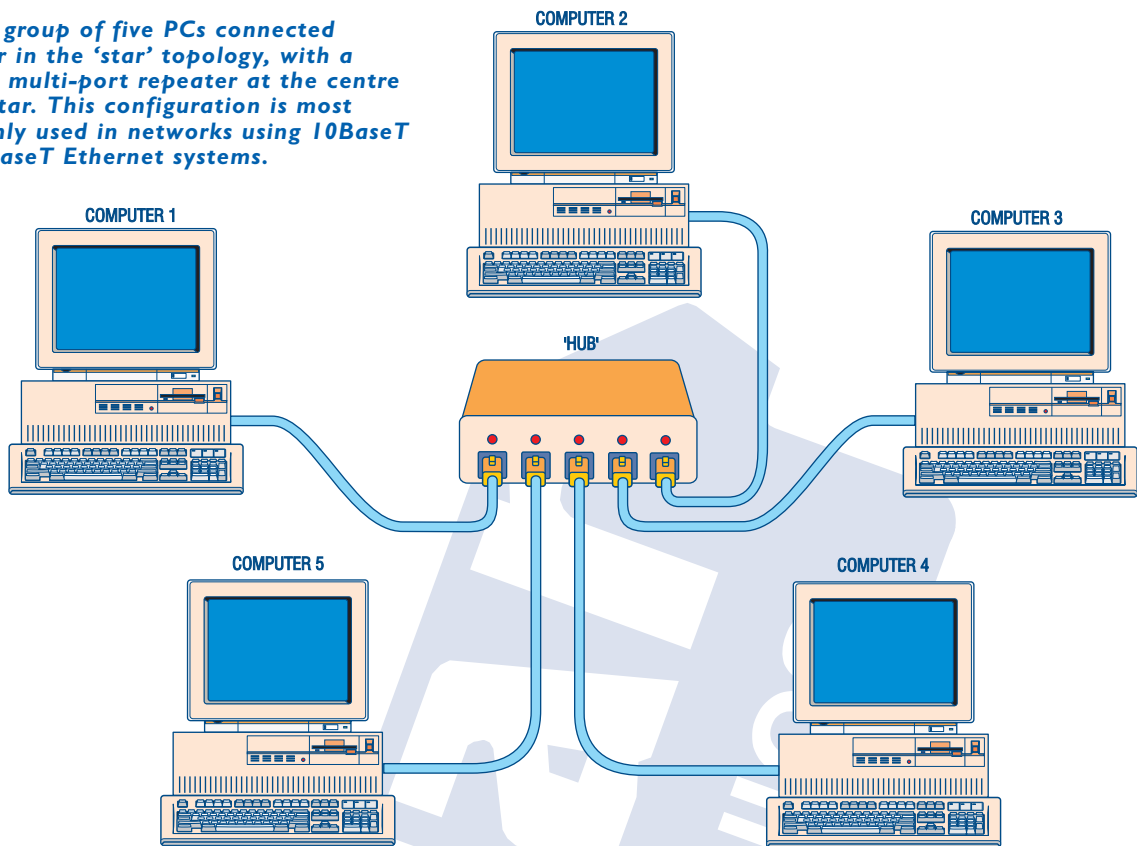 group of five PCs connected
r in the ‘star’ topology, with a
multi-port repeater at the centre
tar. This configuration is most
nly used in networks using 10BaseT
aseT Ethernet systems.
COMPUTER 2
COMPUTER 1
COMPUTER 3
'HUB'
COMPUTER 5
COMPUTER 4